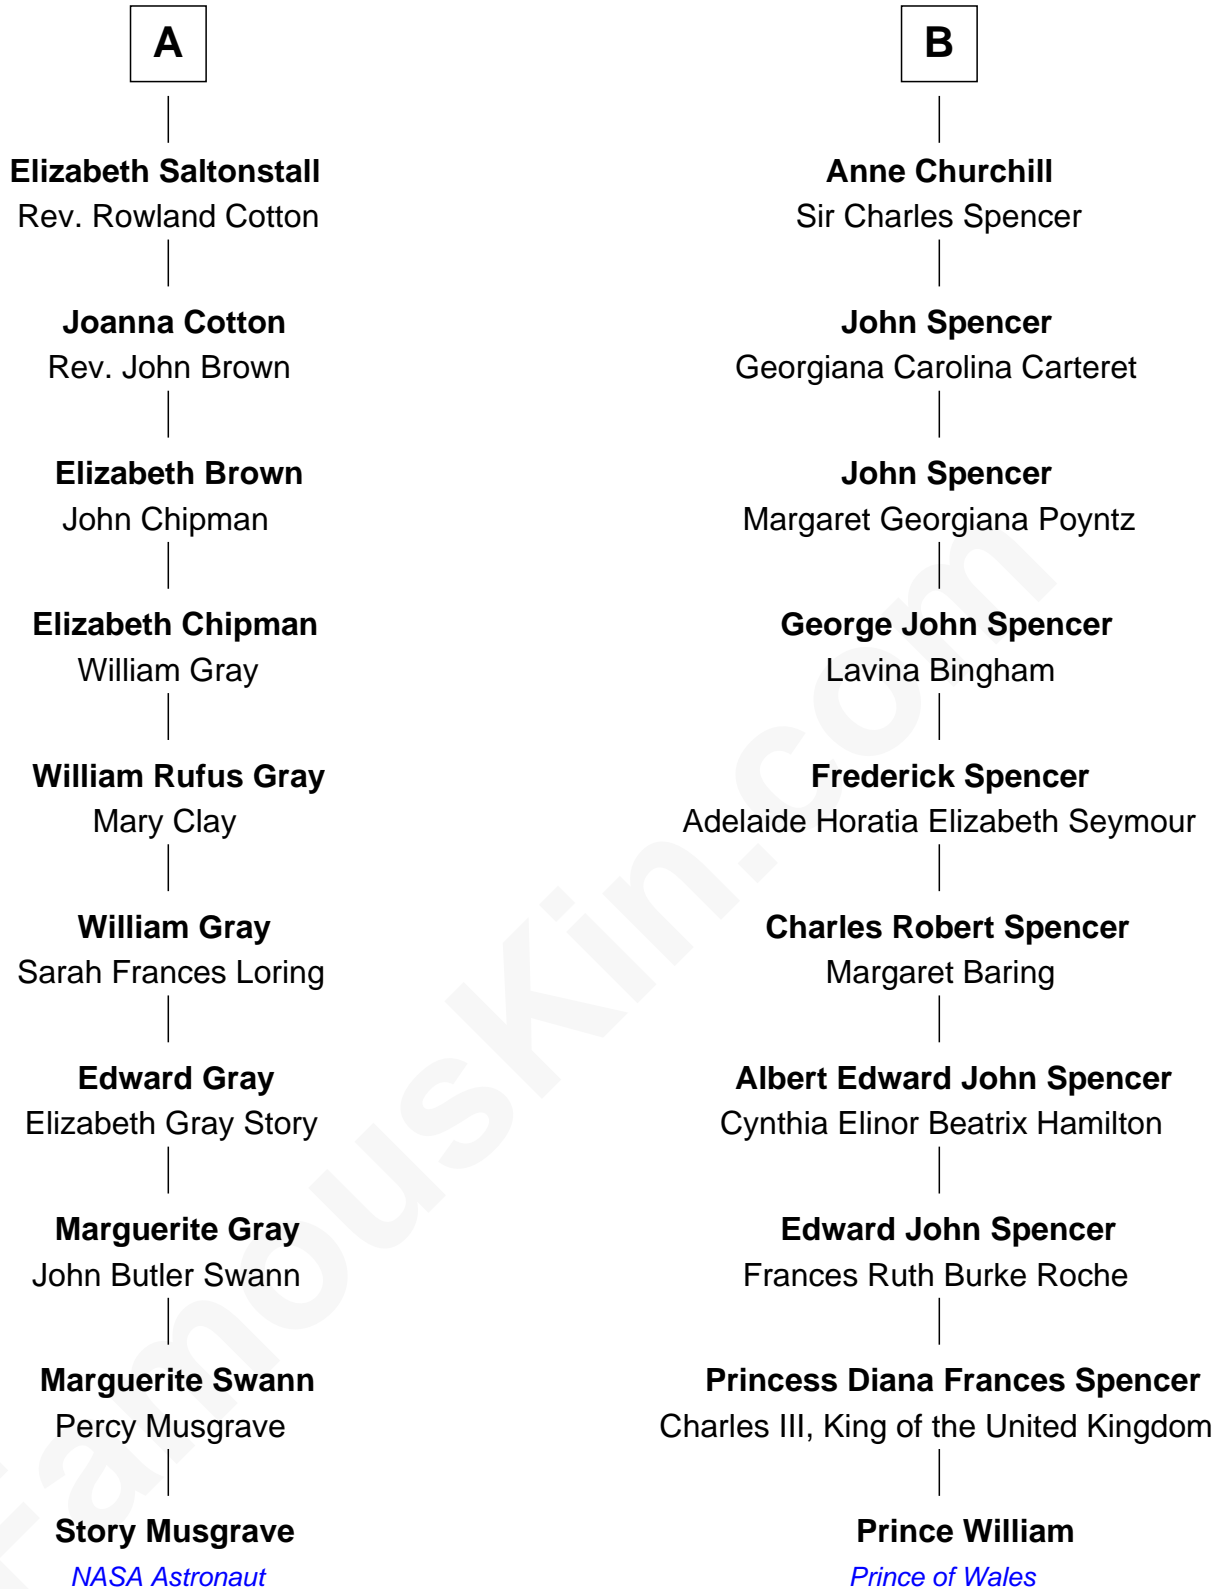 A
Elizabeth Saltonstall
Rev. Rowland Cotton
Joanna Cotton
Rev. John Brown
Elizabeth Brown
John Chipman
Elizabeth Chipman
William Gray
William Rufus Gray
Mary Clay
William Gray
Sarah Frances Loring
Edward Gray
Elizabeth Gray Story
Marguerite Gray
John Butler Swann
Marguerite Swann
Percy Musgrave
Story Musgrave
NASA Astronaut
B
Anne Churchill
Sir Charles Spencer
John Spencer
Georgiana Carolina Carteret
John Spencer
Margaret Georgiana Poyntz
George John Spencer
Lavina Bingham
Frederick Spencer
Adelaide Horatia Elizabeth Seymour
Charles Robert Spencer
Margaret Baring
Albert Edward John Spencer
Cynthia Elinor Beatrix Hamilton
Edward John Spencer
Frances Ruth Burke Roche
Princess Diana Frances Spencer
Charles III, King of the United Kingdom
Prince William
Prince of Wales
FamousKin.com